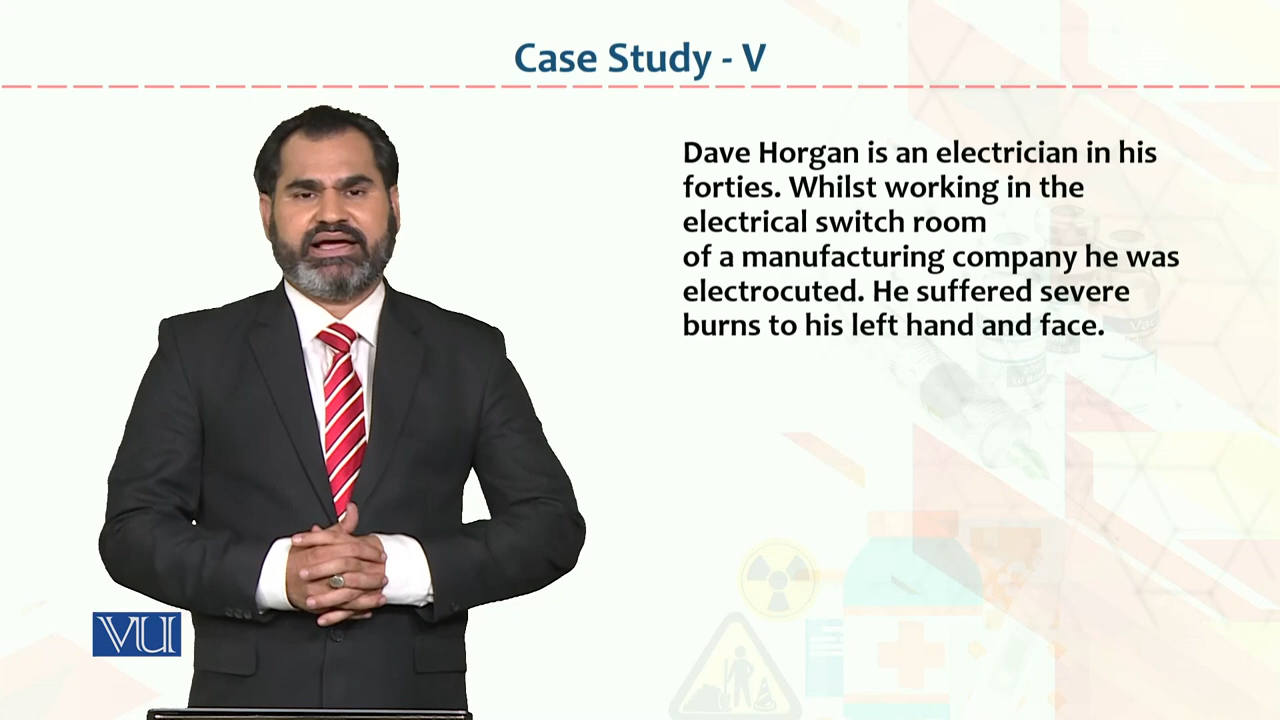 Case Study - V
Dave Horgan is an electrician in his
forties. Whilst working in the
electrical switch room
of a manufacturing company he was
electrocuted. He suffered severe
burns to his left hand and face.
VU